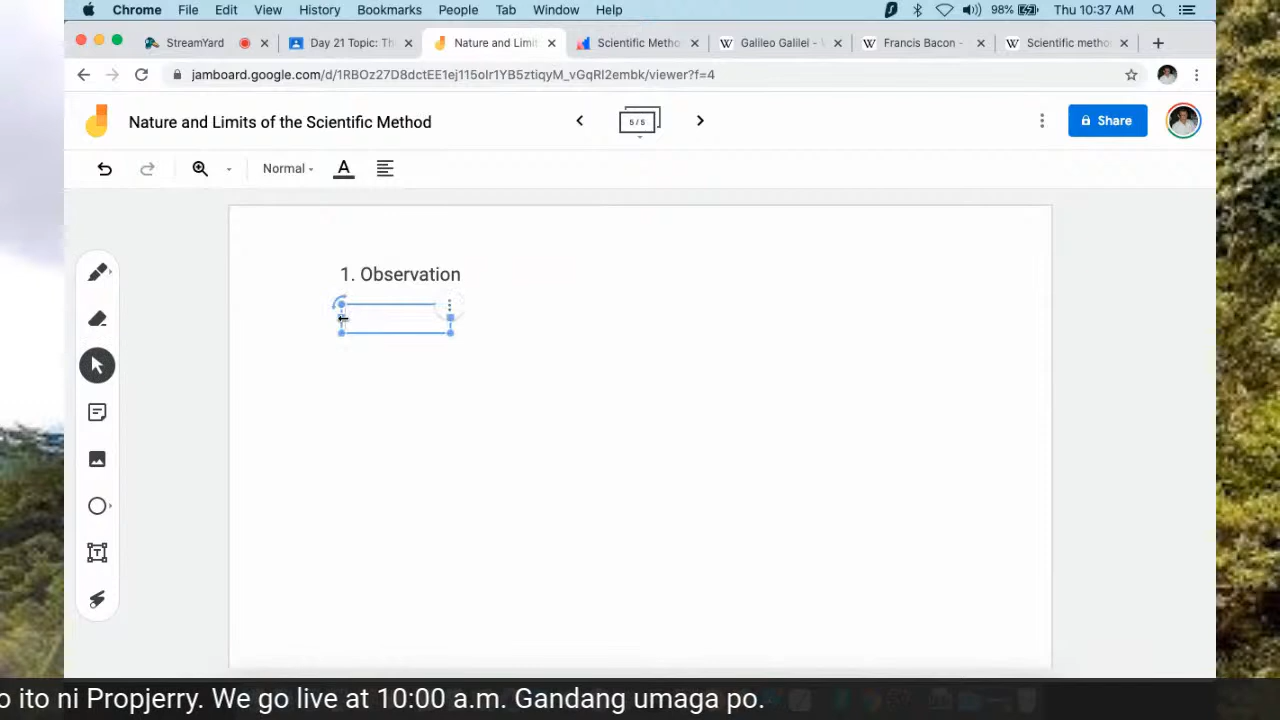 Chrome File Edit View History Bookmarks People Tab Window Help 98% Thu 10:37 AM
StreamYard Day 21 Topic: Th Nature and Limit Scientific Metho Galileo Galilei - Francis Bacon - Scientific metho
jamboard.google.com/d/1RBOz27D8dctEE1ej115oIr1YB5ztiqyM_vGqRI2embk/viewer?f=4
Nature and Limits of the Scientific Method 5/5 Share
Normal A
1. Observation
o ito ni Propjerry. We go live at 10:00 a.m. Gandang umaga po.